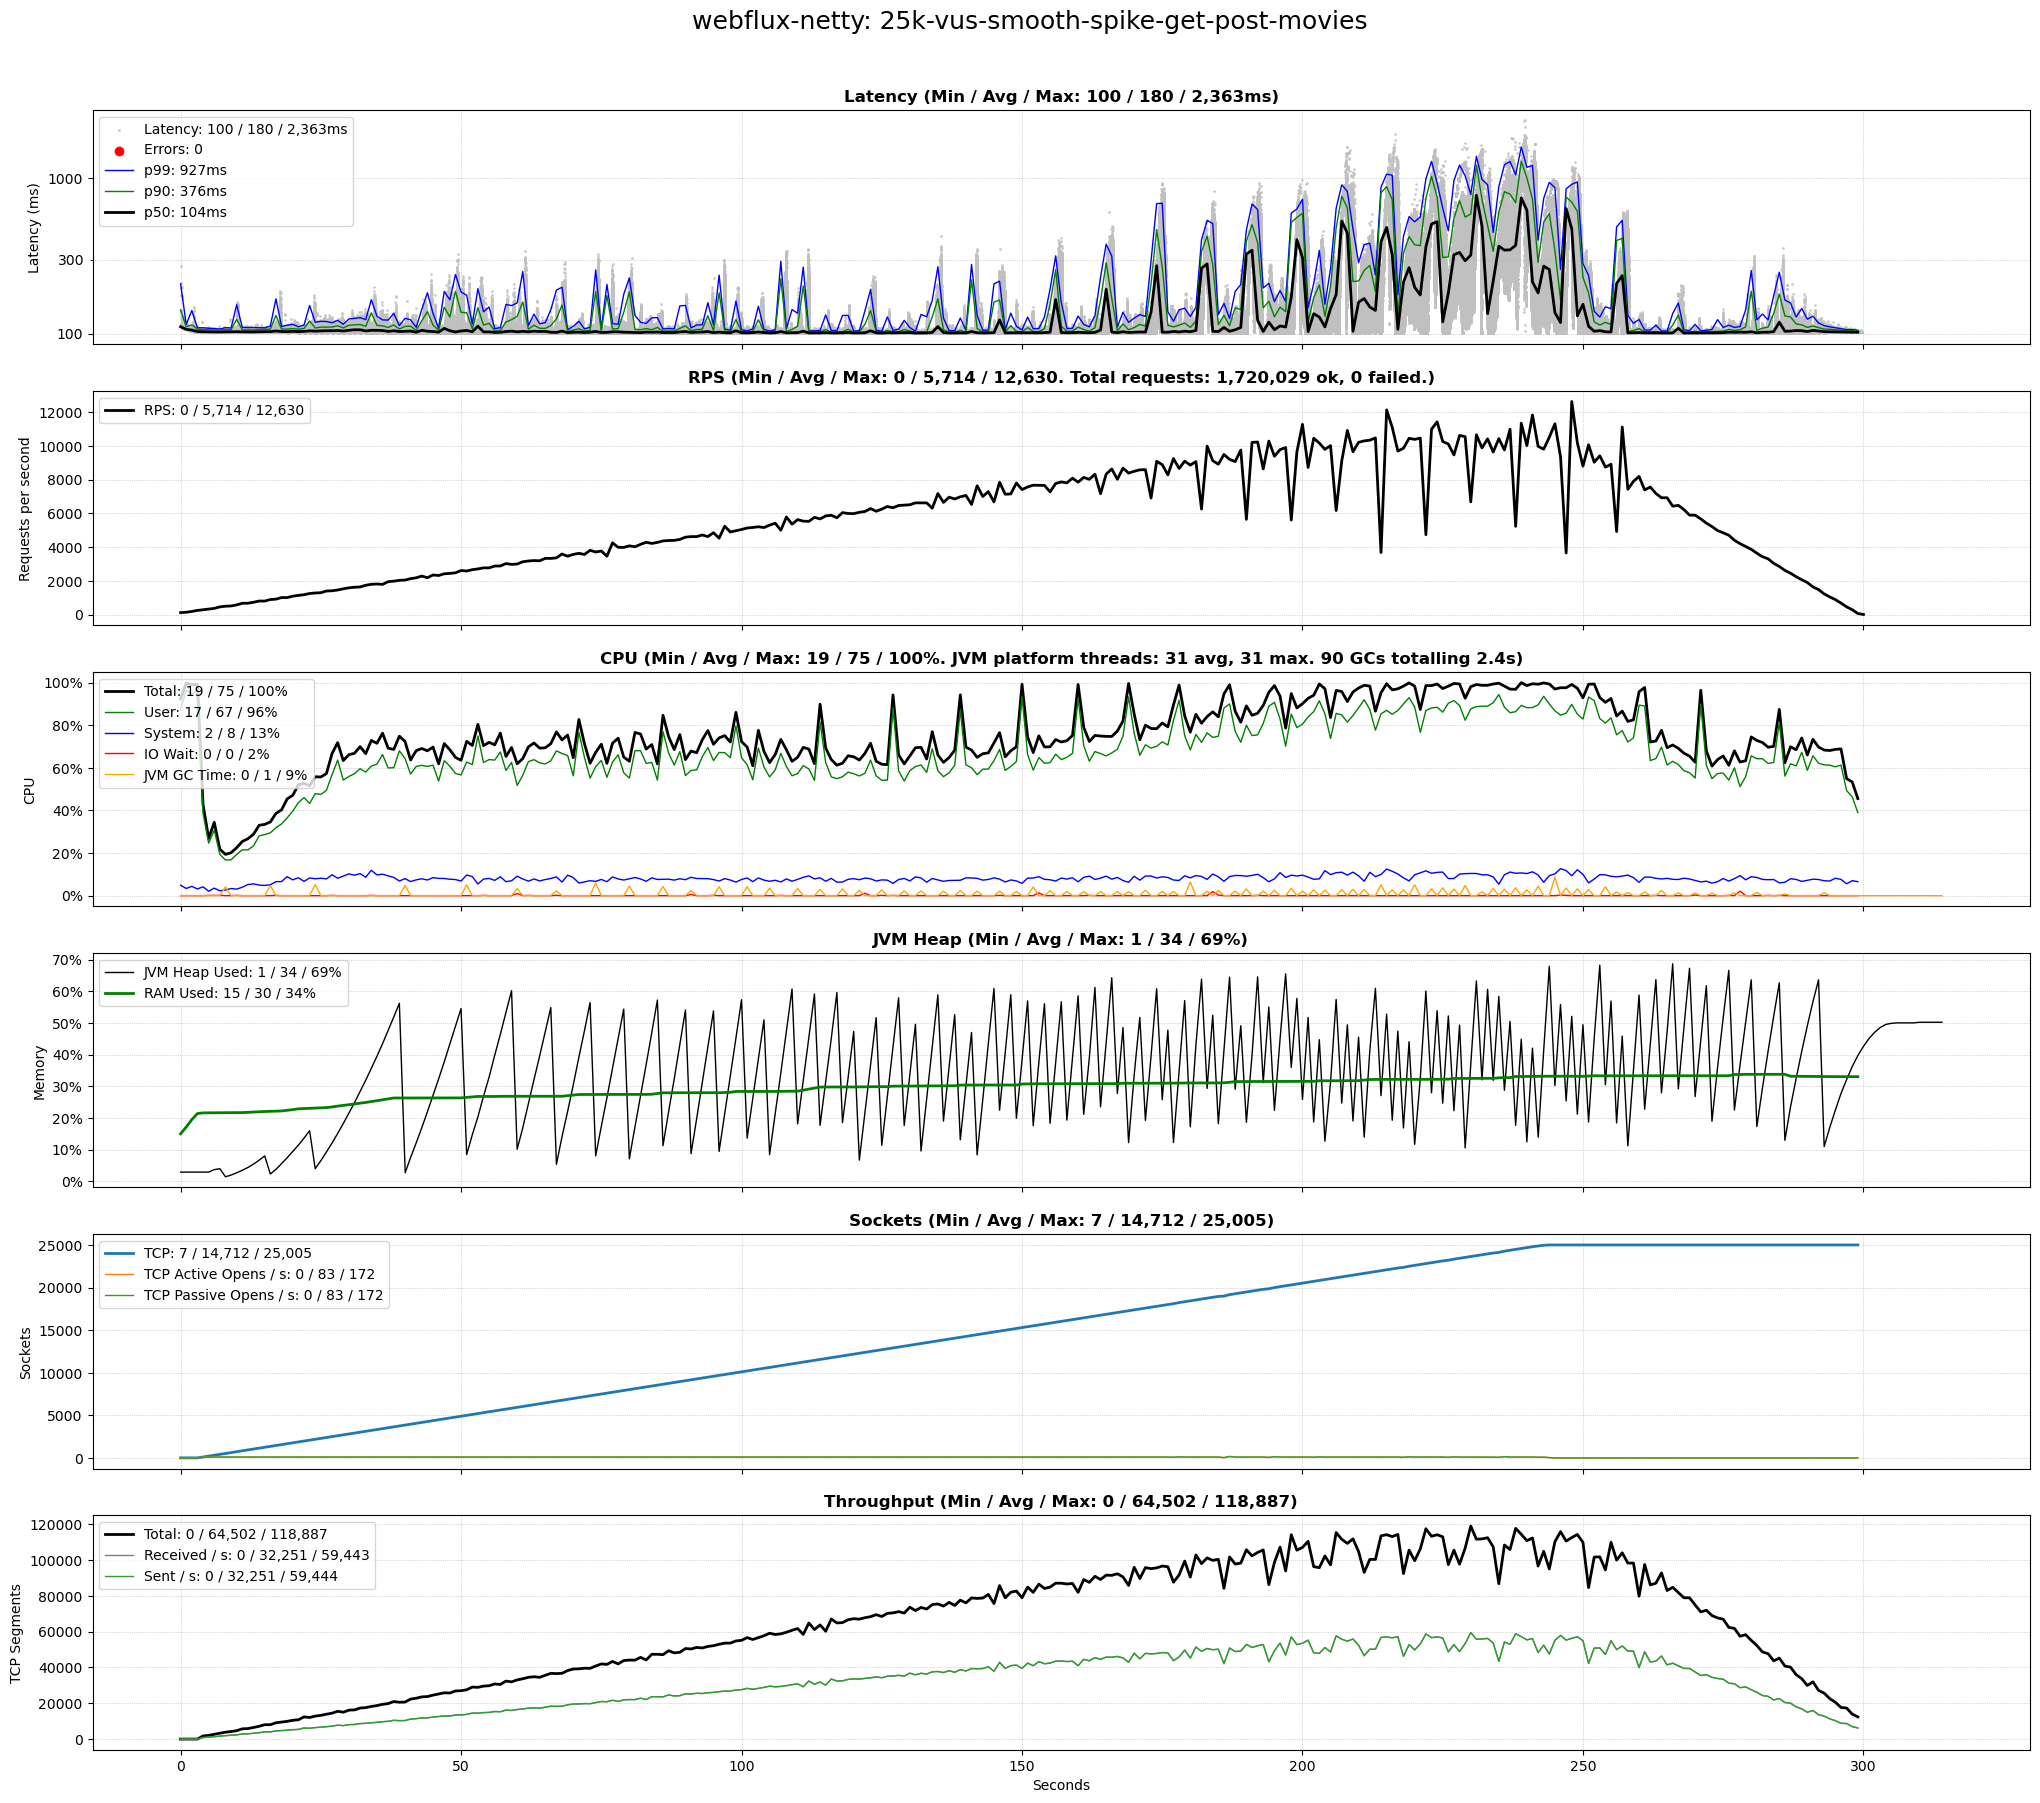 webflux-netty: 25k-vus-smooth-spike-get-post-movies
Latency (Min / Avg / Max: 100 / 180 / 2,363ms)
Latency (ms)
1000
300
100
Latency: 100 / 180 / 2,363ms
Errors: 0
p99: 927ms
p90: 376ms
p50: 104ms
RPS (Min / Avg / Max: 0 / 5,714 / 12,630. Total requests: 1,720,029 ok, 0 failed.)
Requests per second
12000
10000
8000
6000
4000
2000
0
RPS: 0 / 5,714 / 12,630
CPU (Min / Avg / Max: 19 / 75 / 100%. JVM platform threads: 31 avg, 31 max. 90 GCs totalling 2.4s)
CPU
100%
80%
60%
40%
20%
0%
Total: 19 / 75 / 100%
User: 17 / 67 / 96%
System: 2 / 8 / 13%
IO Wait: 0 / 0 / 2%
JVM GC Time: 0 / 1 / 9%
JVM Heap (Min / Avg / Max: 1 / 34 / 69%)
Memory
70%
60%
50%
40%
30%
20%
10%
0%
JVM Heap Used: 1 / 34 / 69%
RAM Used: 15 / 30 / 34%
Sockets (Min / Avg / Max: 7 / 14,712 / 25,005)
Sockets
25000
20000
15000
10000
5000
0
TCP: 7 / 14,712 / 25,005
TCP Active Opens / s: 0 / 83 / 172
TCP Passive Opens / s: 0 / 83 / 172
Throughput (Min / Avg / Max: 0 / 64,502 / 118,887)
TCP Segments
120000
100000
80000
60000
40000
20000
0
Total: 0 / 64,502 / 118,887
Received / s: 0 / 32,251 / 59,443
Sent / s: 0 / 32,251 / 59,444
0 50 100 150 200 250 300
Seconds